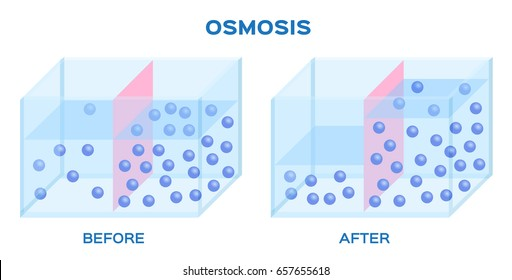 OSMOSIS
BEFORE
AFTER
shutterstock.com · 657655618